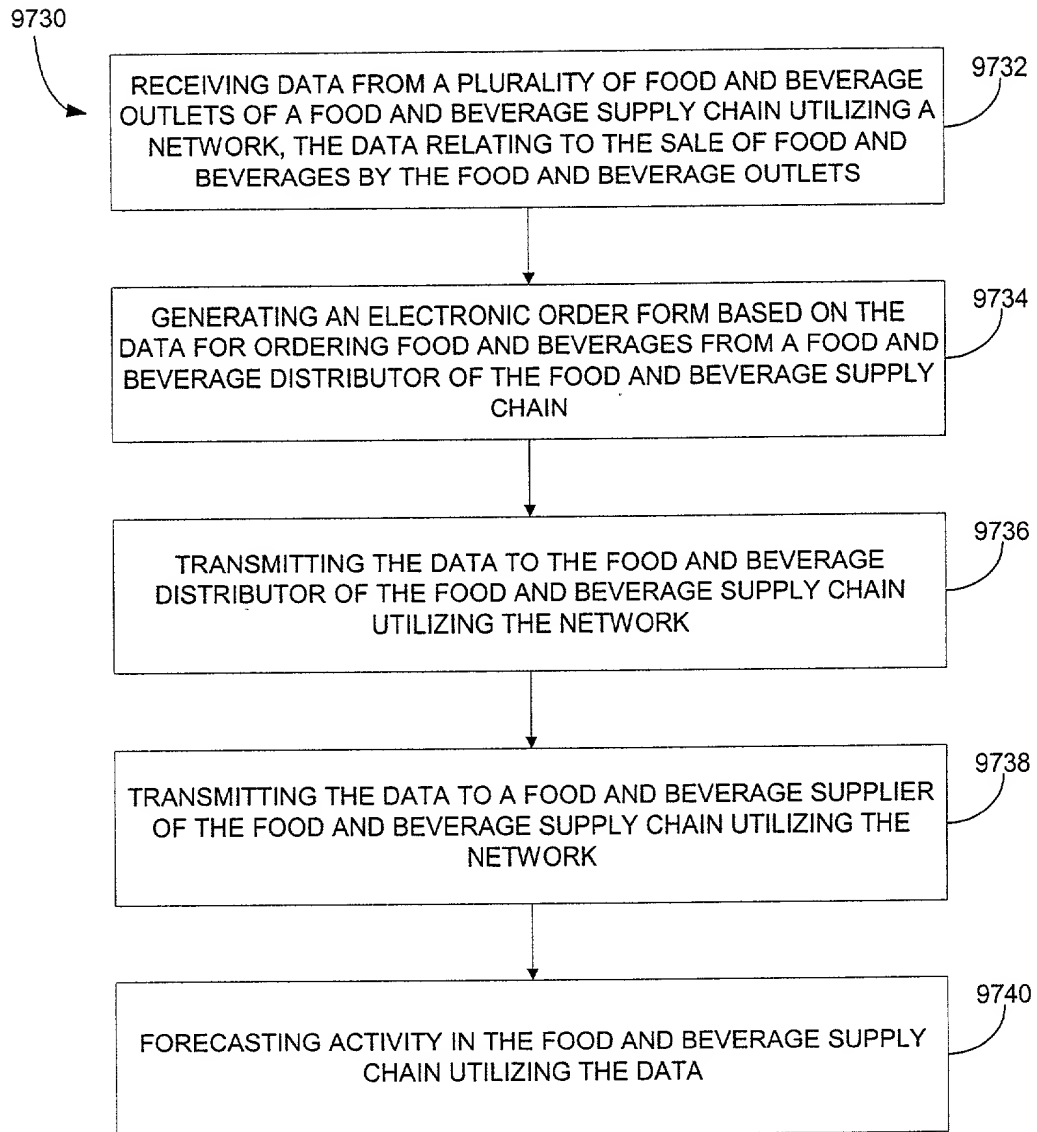 9730
RECEIVING DATA FROM A PLURALITY OF FOOD AND BEVERAGE
OUTLETS OF A FOOD AND BEVERAGE SUPPLY CHAIN UTILIZING A
NETWORK, THE DATA RELATING TO THE SALE OF FOOD AND
BEVERAGES BY THE FOOD AND BEVERAGE OUTLETS
9732
GENERATING AN ELECTRONIC ORDER FORM BASED ON THE
DATA FOR ORDERING FOOD AND BEVERAGES FROM A FOOD AND
BEVERAGE DISTRIBUTOR OF THE FOOD AND BEVERAGE SUPPLY
CHAIN
9734
TRANSMITTING THE DATA TO THE FOOD AND BEVERAGE
DISTRIBUTOR OF THE FOOD AND BEVERAGE SUPPLY CHAIN
UTILIZING THE NETWORK
9736
TRANSMITTING THE DATA TO A FOOD AND BEVERAGE SUPPLIER
OF THE FOOD AND BEVERAGE SUPPLY CHAIN UTILIZING THE
NETWORK
9738
FORECASTING ACTIVITY IN THE FOOD AND BEVERAGE SUPPLY
CHAIN UTILIZING THE DATA
9740